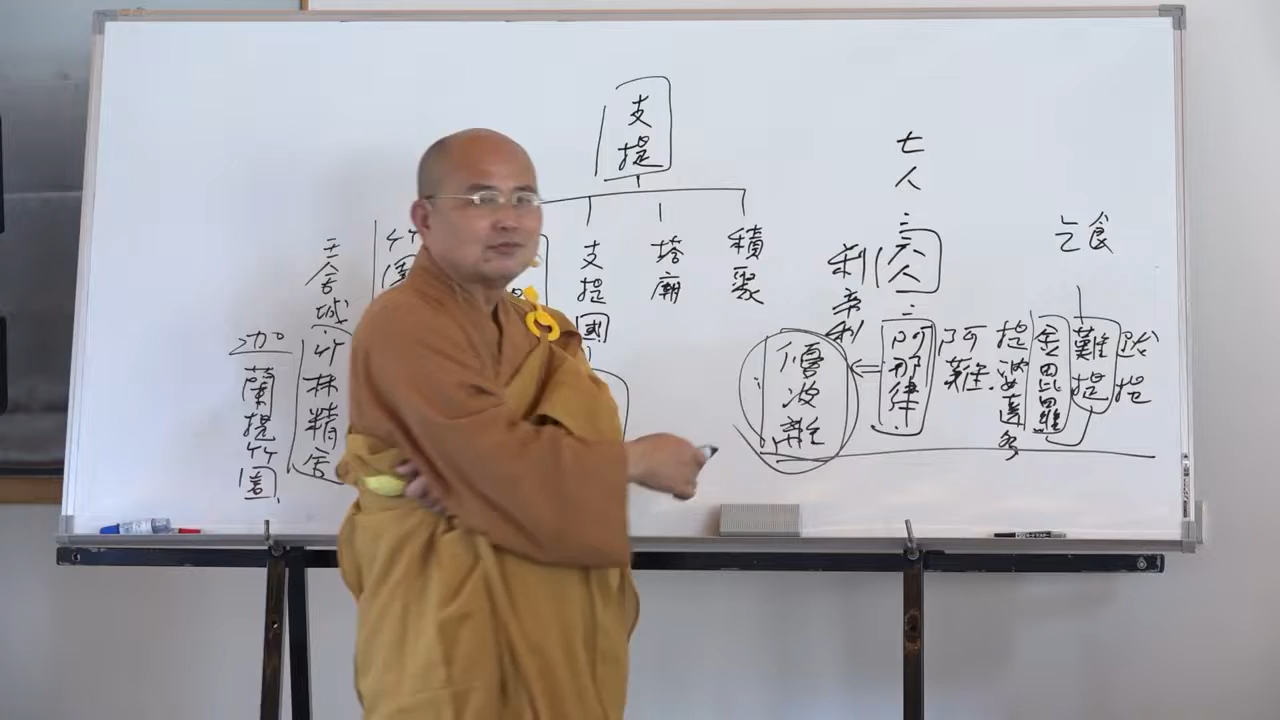 支提
積聚
塔廟
支提國
竹園
王舍城
竹林精舍
迦蘭提竹園
七人
六人
剎帝利
乞食
跋提
難提
金毘羅
提婆達多
阿難
阿那律
優波離